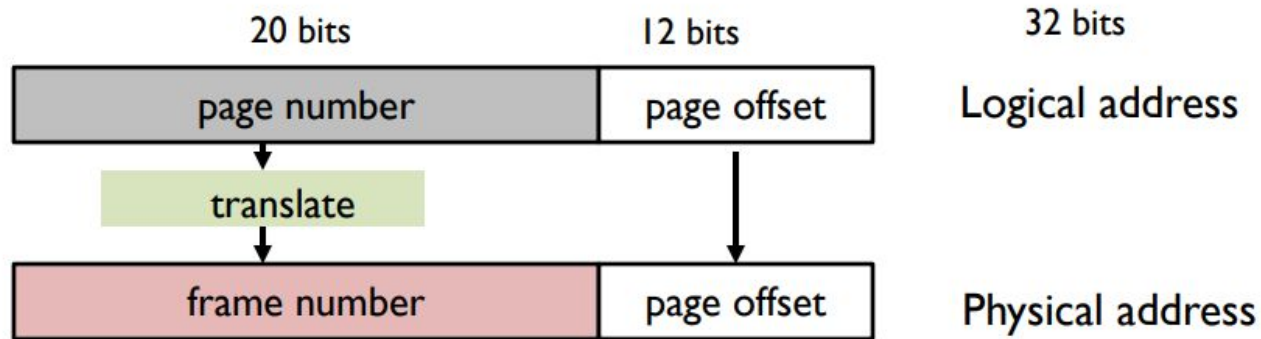 20 bits 12 bits 32 bits
page number page offset Logical address
translate
frame number page offset Physical address